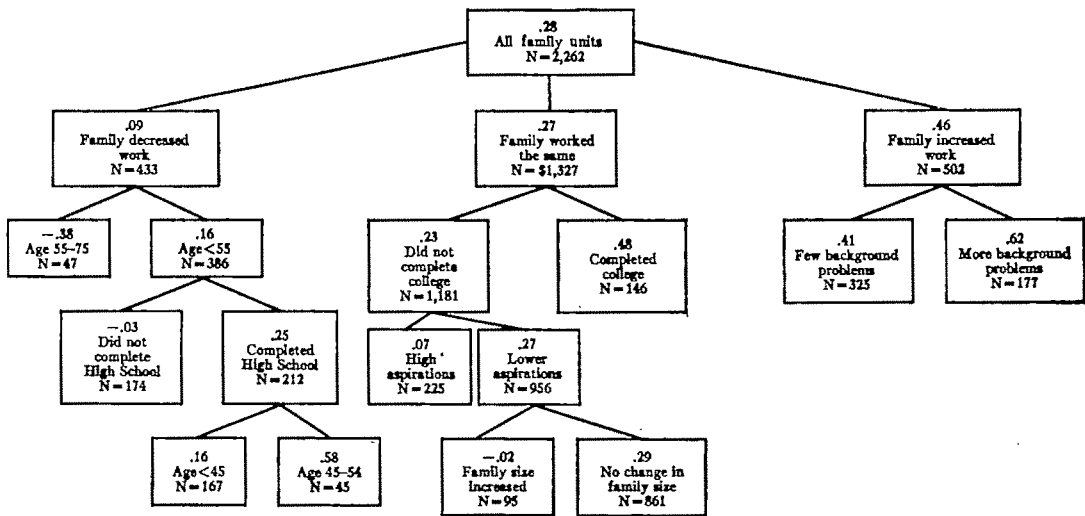 .28
All family units
N=2,262
.09
Family decreased
work
N=433
.27
Family worked
the same
N=$1,327
.46
Family increased
work
N=502
-.38
Age 55-75
N=47
.16
Age<55
N=386
.23
Did not
complete
college
N=1,181
.48
Completed
college
N=146
.41
Few background
problems
N=325
.62
More background
problems
N=177
-.03
Did not
complete
High School
N=174
.25
Completed
High School
N=212
.07
High
aspirations
N=225
.27
Lower
aspirations
N=956
.16
Age<45
N=167
.58
Age 45-54
N=45
-.02
Family size
increased
N=95
.29
No change in
family size
N=861